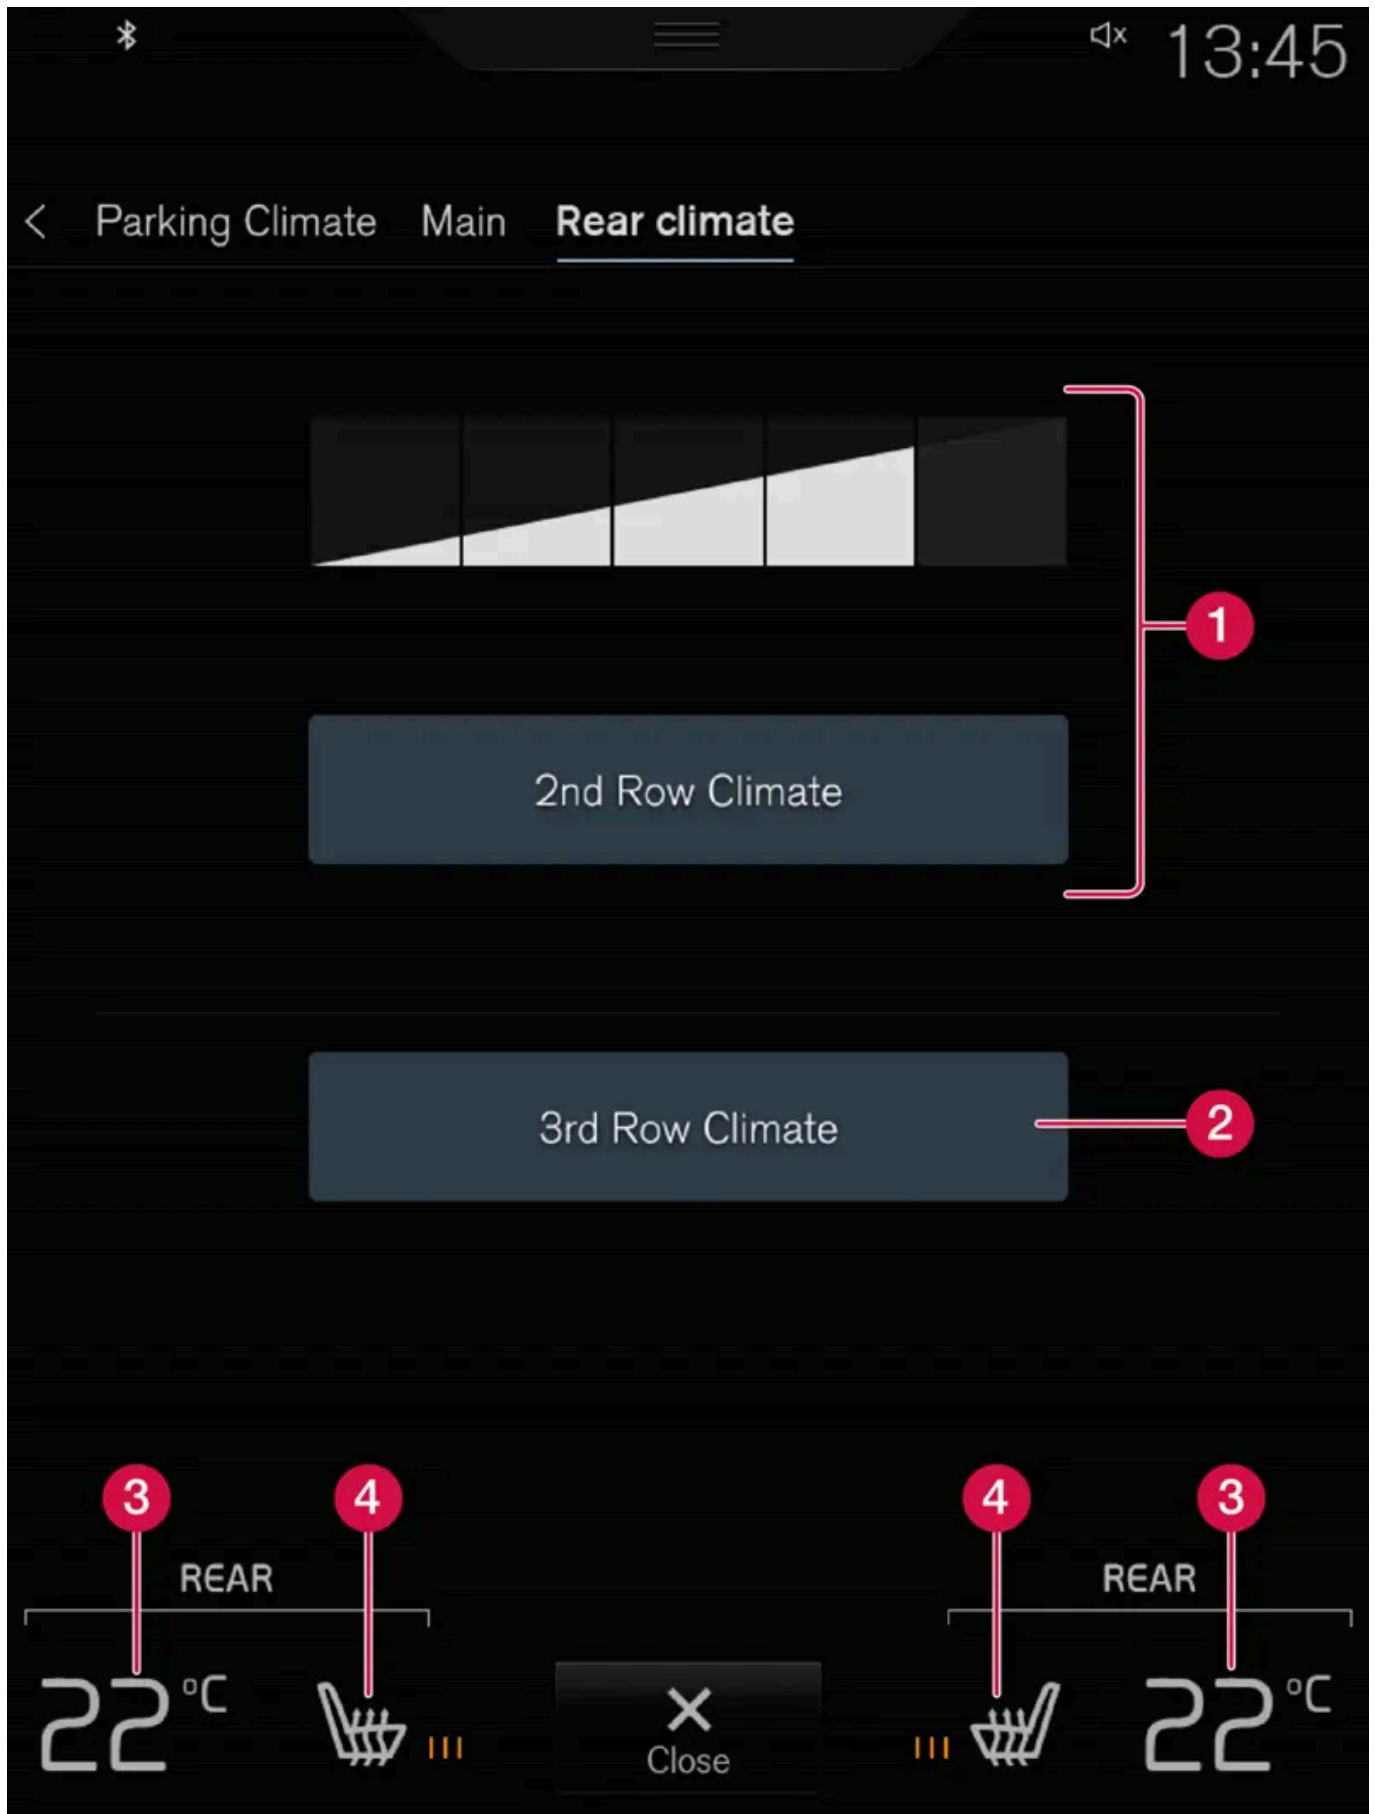 13:45
Parking Climate Main Rear climate
1
2nd Row Climate
3rd Row Climate
2
3 4 4 3
REAR REAR
22 °C 22 °C
Close